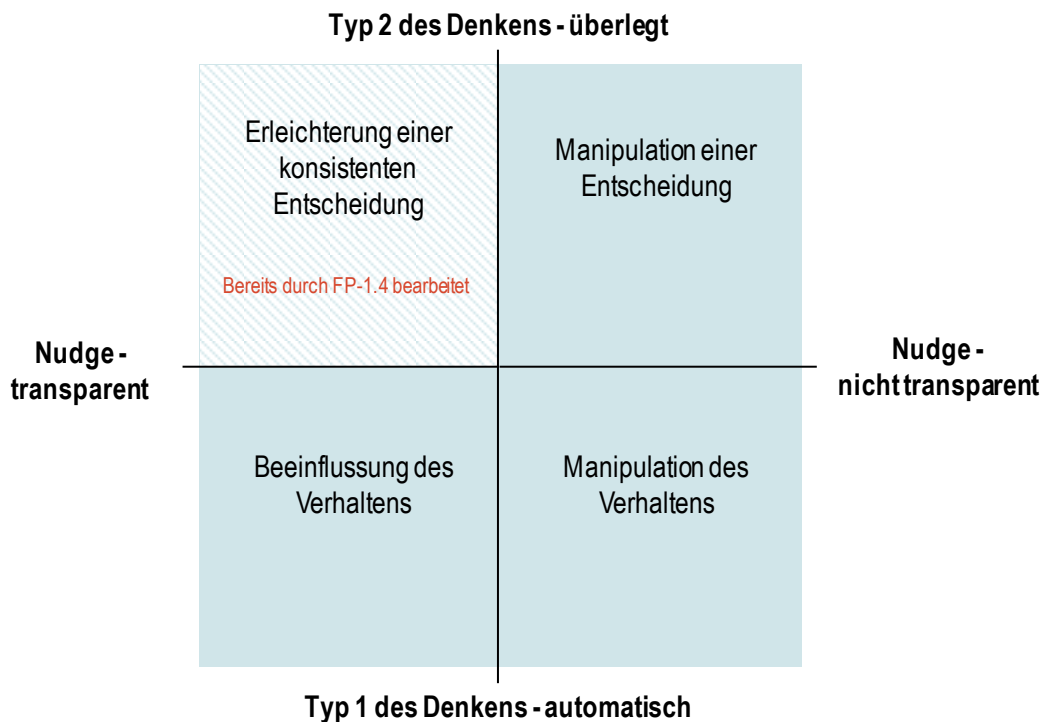 Typ 2 des Denkens - überlegt
Erleichterung einer
konsistenten
Entscheidung
Manipulation einer
Entscheidung
Bereits durch FP-1.4 bearbeitet
Nudge -
transparent
Nudge -
nicht transparent
Beeinflussung des
Verhaltens
Manipulation des
Verhaltens
Typ 1 des Denkens - automatisch